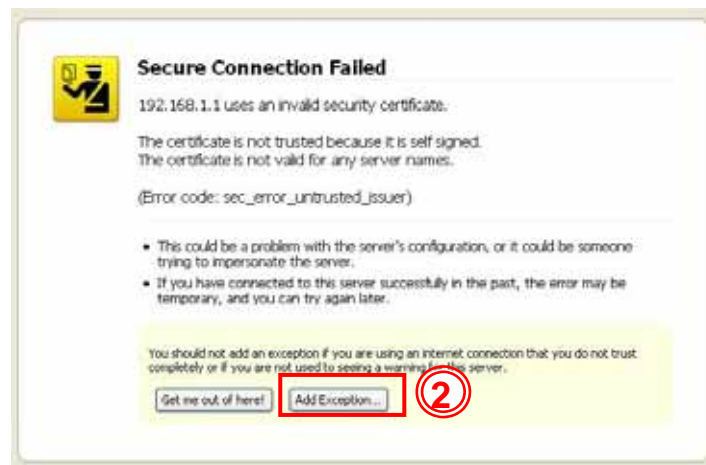 Secure Connection Failed
192.168.1.1 uses an invalid security certificate.
The certificate is not trusted because it is self signed.
The certificate is not valid for any server names.
(Error code: sec_error_untrusted_issuer)
• This could be a problem with the server's configuration, or it could be someone
trying to impersonate the server.
• If you have connected to this server successfully in the past, the error may be
temporary, and you can try again later.
You should not add an exception if you are using an internet connection that you do not trust
completely or if you are not used to seeing a warning for this server.
Get me out of here! Add Exception... 2